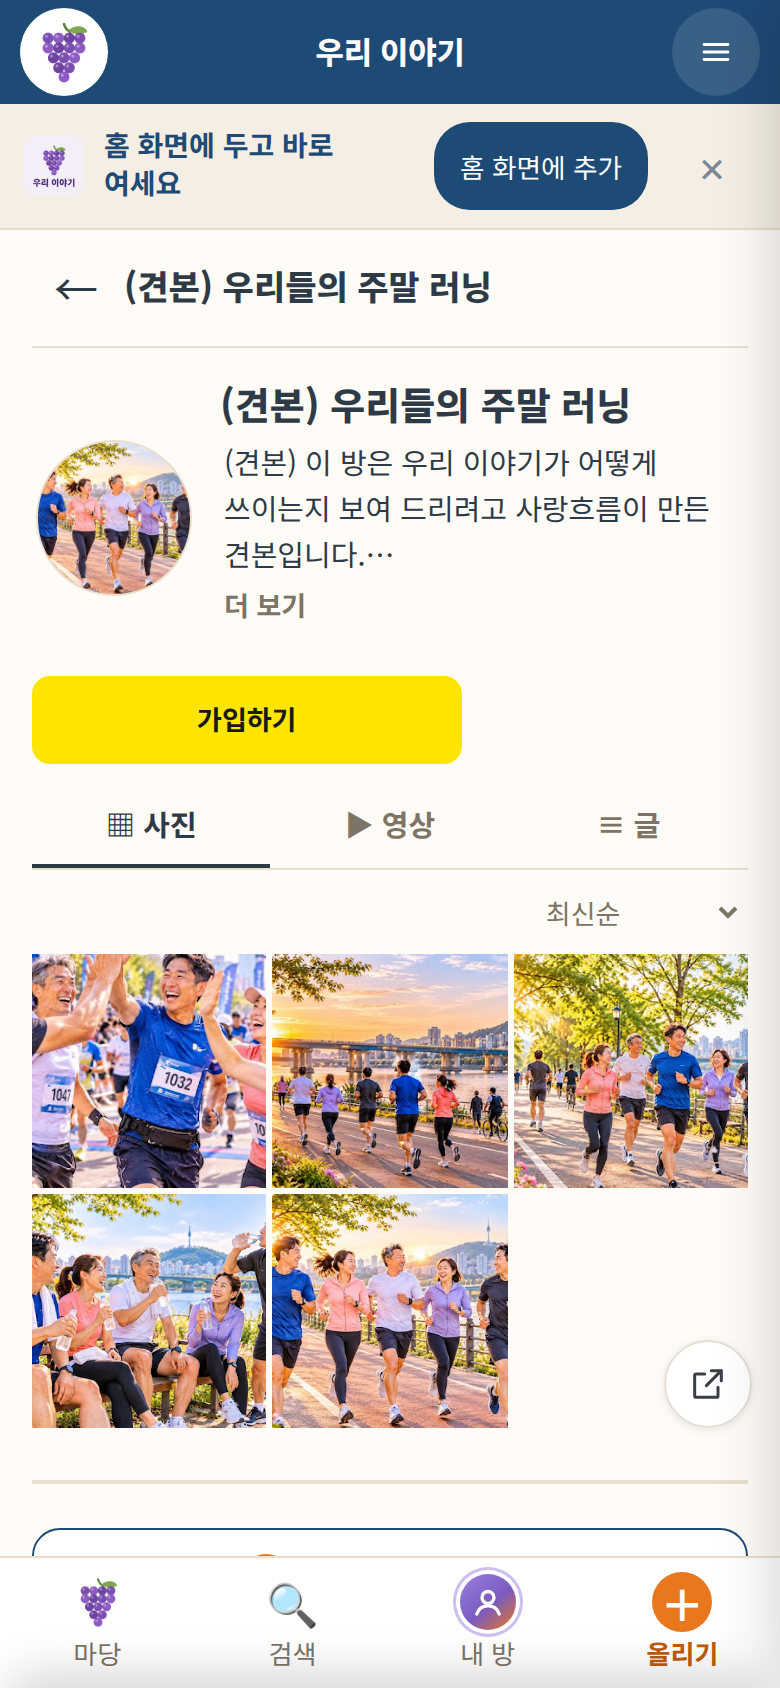 우리 이야기
우리 이야기
홈 화면에 두고 바로
여세요
홈 화면에 추가
(견본) 우리들의 주말 러닝
(견본) 우리들의 주말 러닝
(견본) 이 방은 우리 이야기가 어떻게
쓰이는지 보여 드리려고 사랑흐름이 만든
견본입니다.…
더 보기
가입하기
사진
영상
글
최신순
1047
1032
10
마당
검색
내 방
올리기